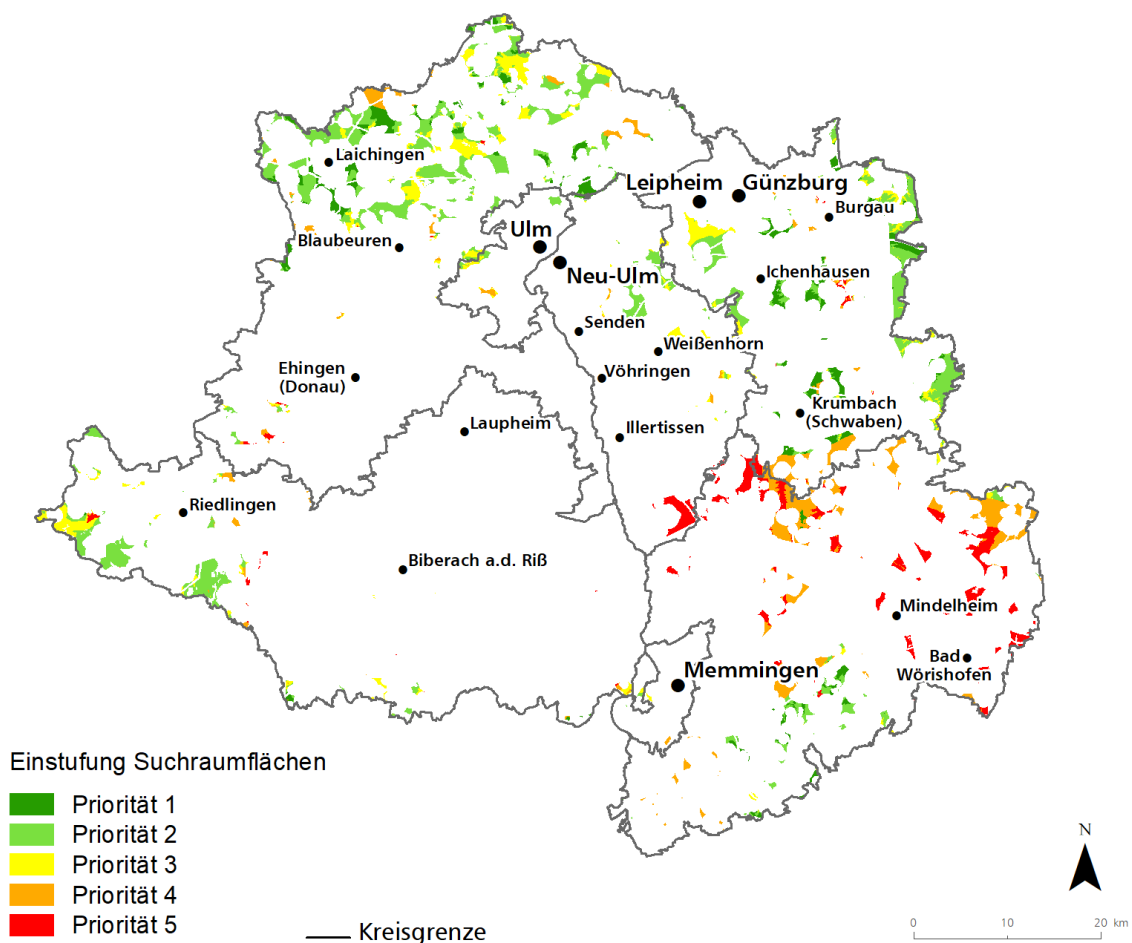 Laichingen
Leipheim
Günzburg
Burgau
Blaubeuren
Ulm
Neu-Ulm
Ichenhausen
Senden
Weißenhorn
Ehingen
(Donau)
Vöhringen
Krumbach
(Schwaben)
Laupheim
Illertissen
Riedlingen
Biberach a.d. Riß
Mindelheim
Bad
Wörishofen
Memmingen
Einstufung Suchraumflächen
Priorität 1
Priorität 2
Priorität 3
Priorität 4
Priorität 5
Kreisgrenze
N
0 10 20 km